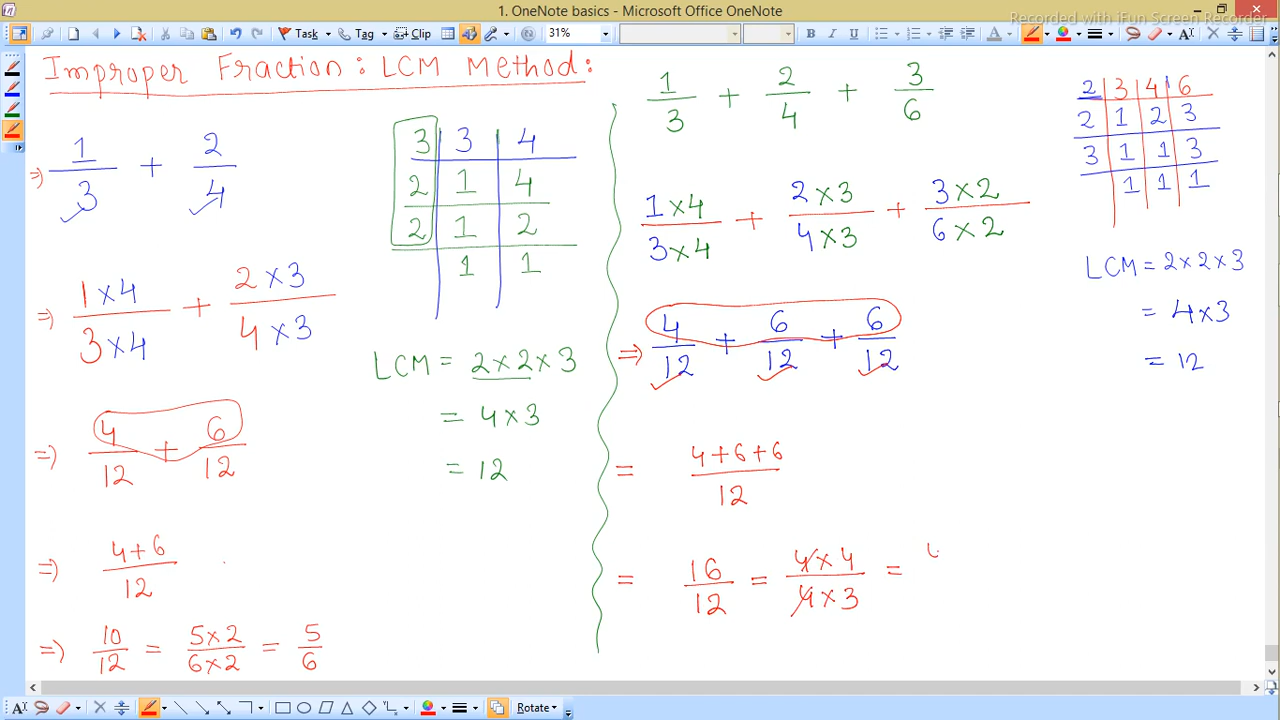 1. OneNote basics - Microsoft Office OneNote
Recorded with iFun Screen Recorder
Task Tag Clip 31% B I U A
Improper Fraction: LCM Method:
=> 1/3 + 2/4
=> 1×4/3×4 + 2×3/4×3
=> 4/12 + 6/12
=> 4+6/12
=> 10/12 = 5×2/6×2 = 5/6
3 | 3 | 4
2 | 1 | 4
2 | 1 | 2
1 | 1
LCM = 2×2×3
= 4×3
= 12
1/3 + 2/4 + 3/6
1×4/3×4 + 2×3/4×3 + 3×2/6×2
=> 4/12 + 6/12 + 6/12
= 4+6+6/12
= 16/12 = 4×4/4×3 = 4
2 | 3 | 4 | 6
2 | 1 | 2 | 3
3 | 1 | 1 | 3
1 | 1 | 1
LCM = 2×2×3
= 4×3
= 12
A Rotate